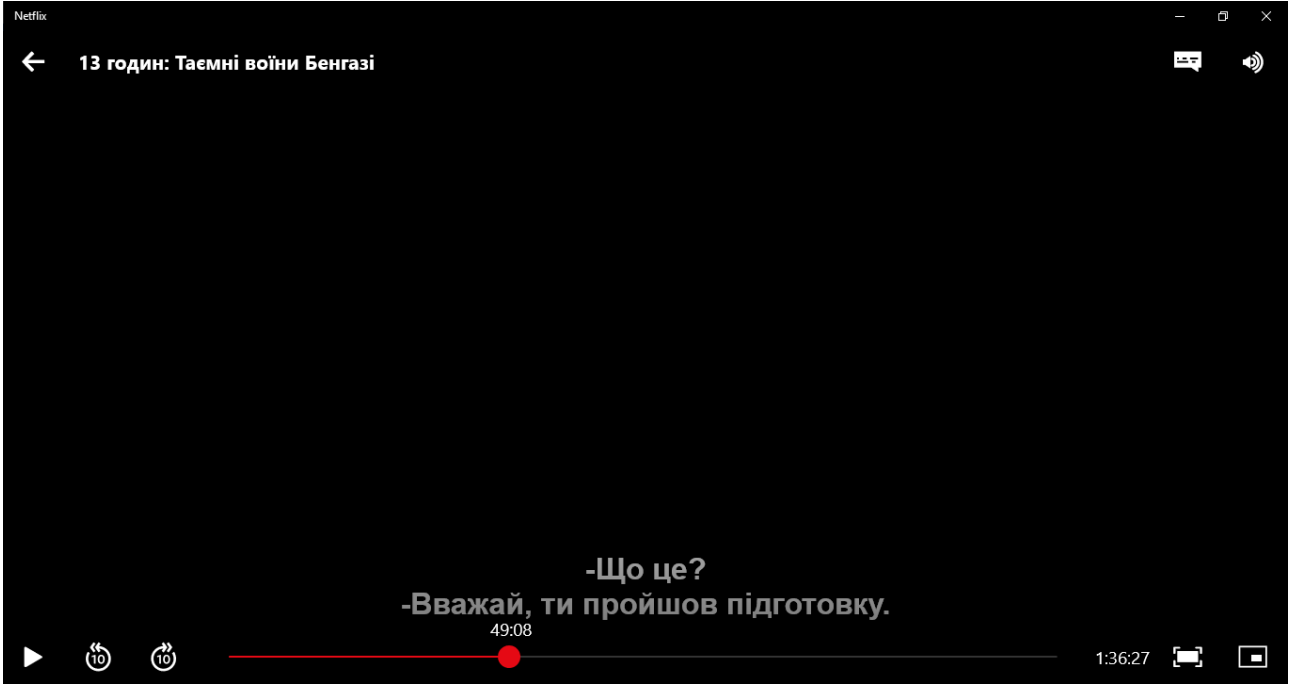 Netflix
13 годин: Таємні воїни Бенгазі
-Що це?
-Вважай, ти пройшов підготовку.
49:08
10
10
1:36:27